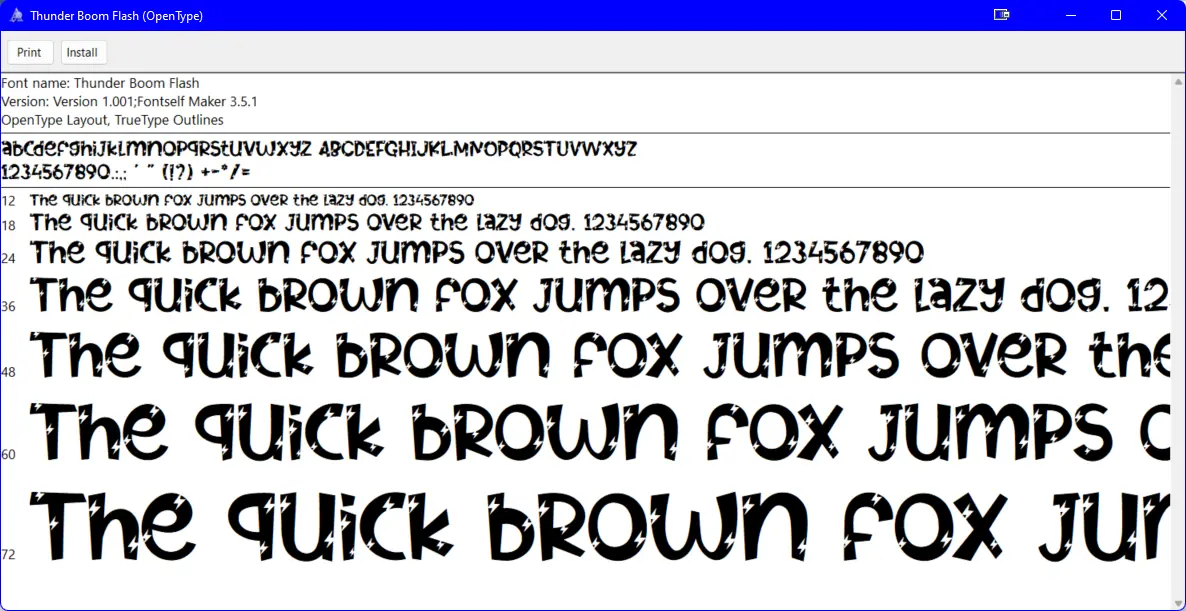 Thunder Boom Flash (OpenType)
Print Install
Font name: Thunder Boom Flash
Version: Version 1.001;Fontself Maker 3.5.1
OpenType Layout, TrueType Outlines
abcdefghijklmnopqrstuvwxyz ABCDEFGHIJKLMNOPQRSTUVWXYZ
1234567890.:,; ' " (!?) +-*/=
12 The quick brown fox jumps over the lazy dog. 1234567890
18 The quick brown fox jumps over the lazy dog. 1234567890
24 The quick brown fox jumps over the lazy dog. 1234567890
36 The quick brown fox jumps over the lazy dog. 12
48 The quick brown fox jumps over the
60 The quick brown fox jumps o
72 The quick brown fox jun